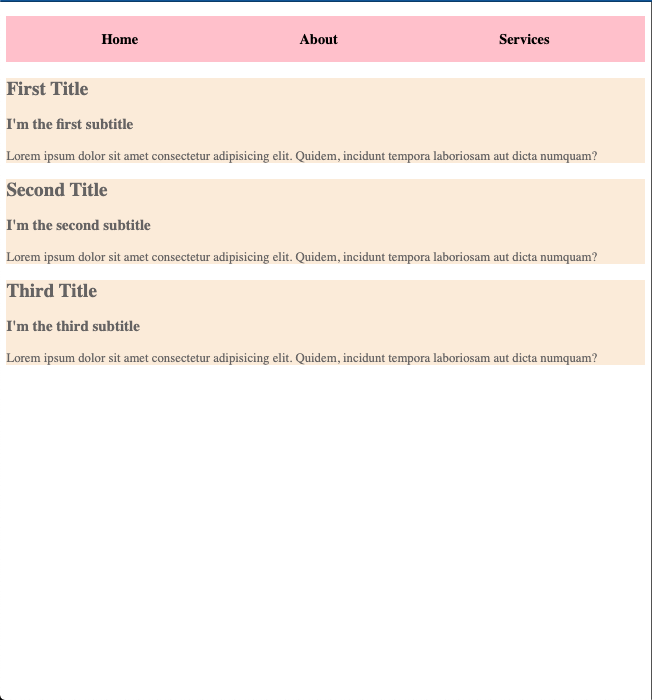 Home About Services
First Title
I'm the first subtitle
Lorem ipsum dolor sit amet consectetur adipisicing elit. Quidem, incidunt tempora laboriosam aut dicta numquam?
Second Title
I'm the second subtitle
Lorem ipsum dolor sit amet consectetur adipisicing elit. Quidem, incidunt tempora laboriosam aut dicta numquam?
Third Title
I'm the third subtitle
Lorem ipsum dolor sit amet consectetur adipisicing elit. Quidem, incidunt tempora laboriosam aut dicta numquam?